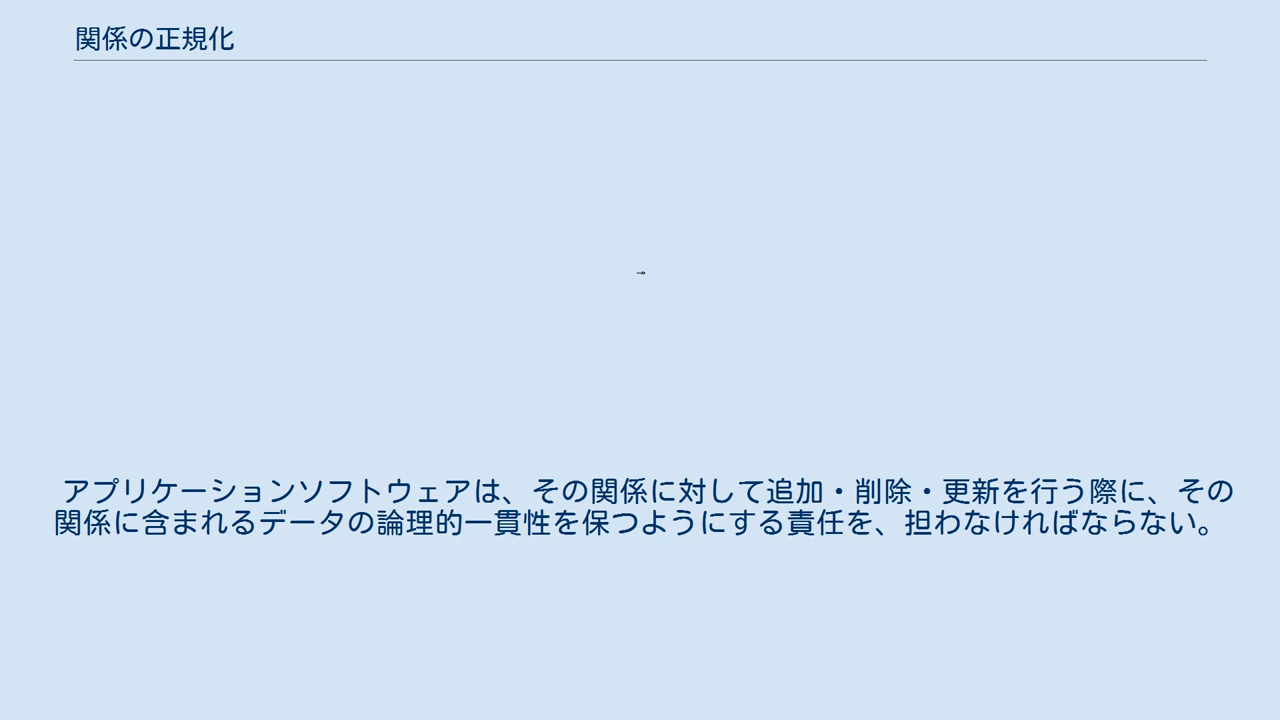 関係の正規化
↠
アプリケーションソフトウェアは、その関係に対して追加・削除・更新を行う際に、その
関係に含まれるデータの論理的一貫性を保つようにする責任を、担わなければならない。